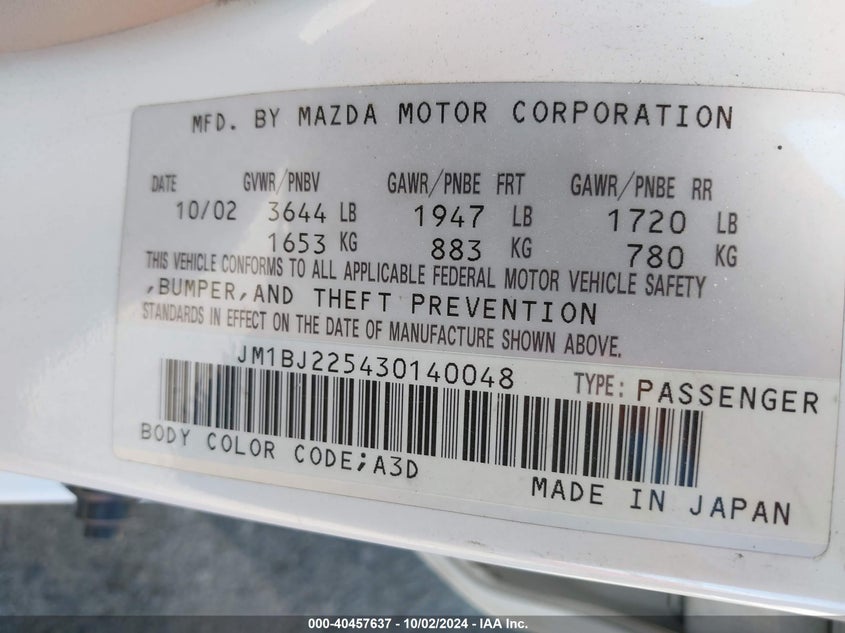 MFD. BY MAZDA MOTOR CORPORATION
DATE GVWR/PNBV GAWR/PNBE FRT GAWR/PNBE RR
10/02 3644 LB 1947 LB 1720 LB
1653 KG 883 KG 780 KG
THIS VEHICLE CONFORMS TO ALL APPLICABLE FEDERAL MOTOR VEHICLE SAFETY
,BUMPER,AND THEFT PREVENTION
STANDARDS IN EFFECT ON THE DATE OF MANUFACTURE SHOWN ABOVE.
JM1BJ225430140048 TYPE: PASSENGER
BODY COLOR CODE;A3D
MADE IN JAPAN
000-40457637 - 10/02/2024 - IAA Inc.